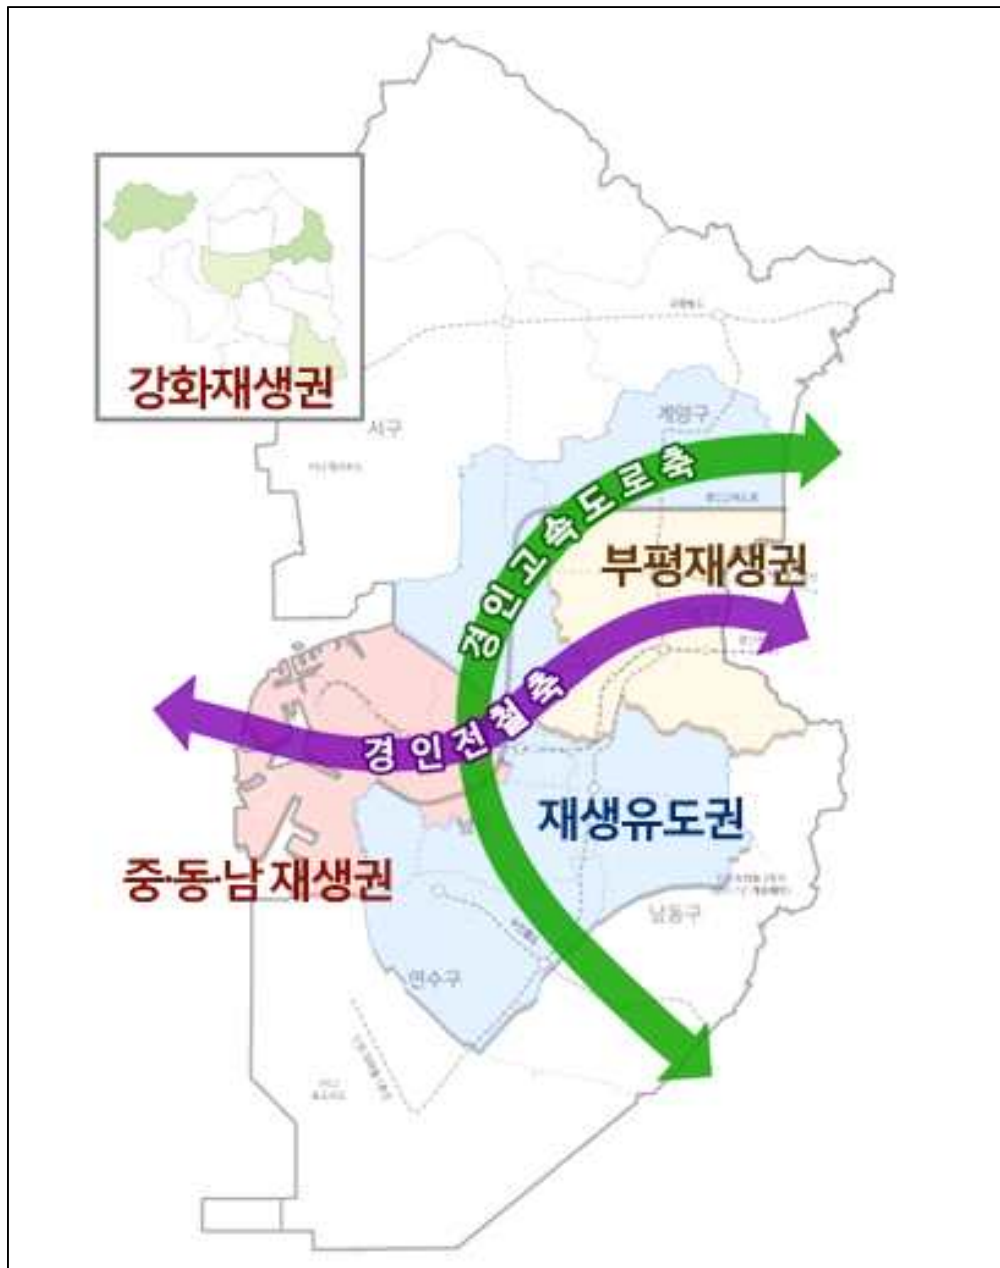 강화재생권
서구
계양구
경인고속도로축
부평재생권
경인전철축
재생유도권
중·동·남 재생권
남동구
연수구